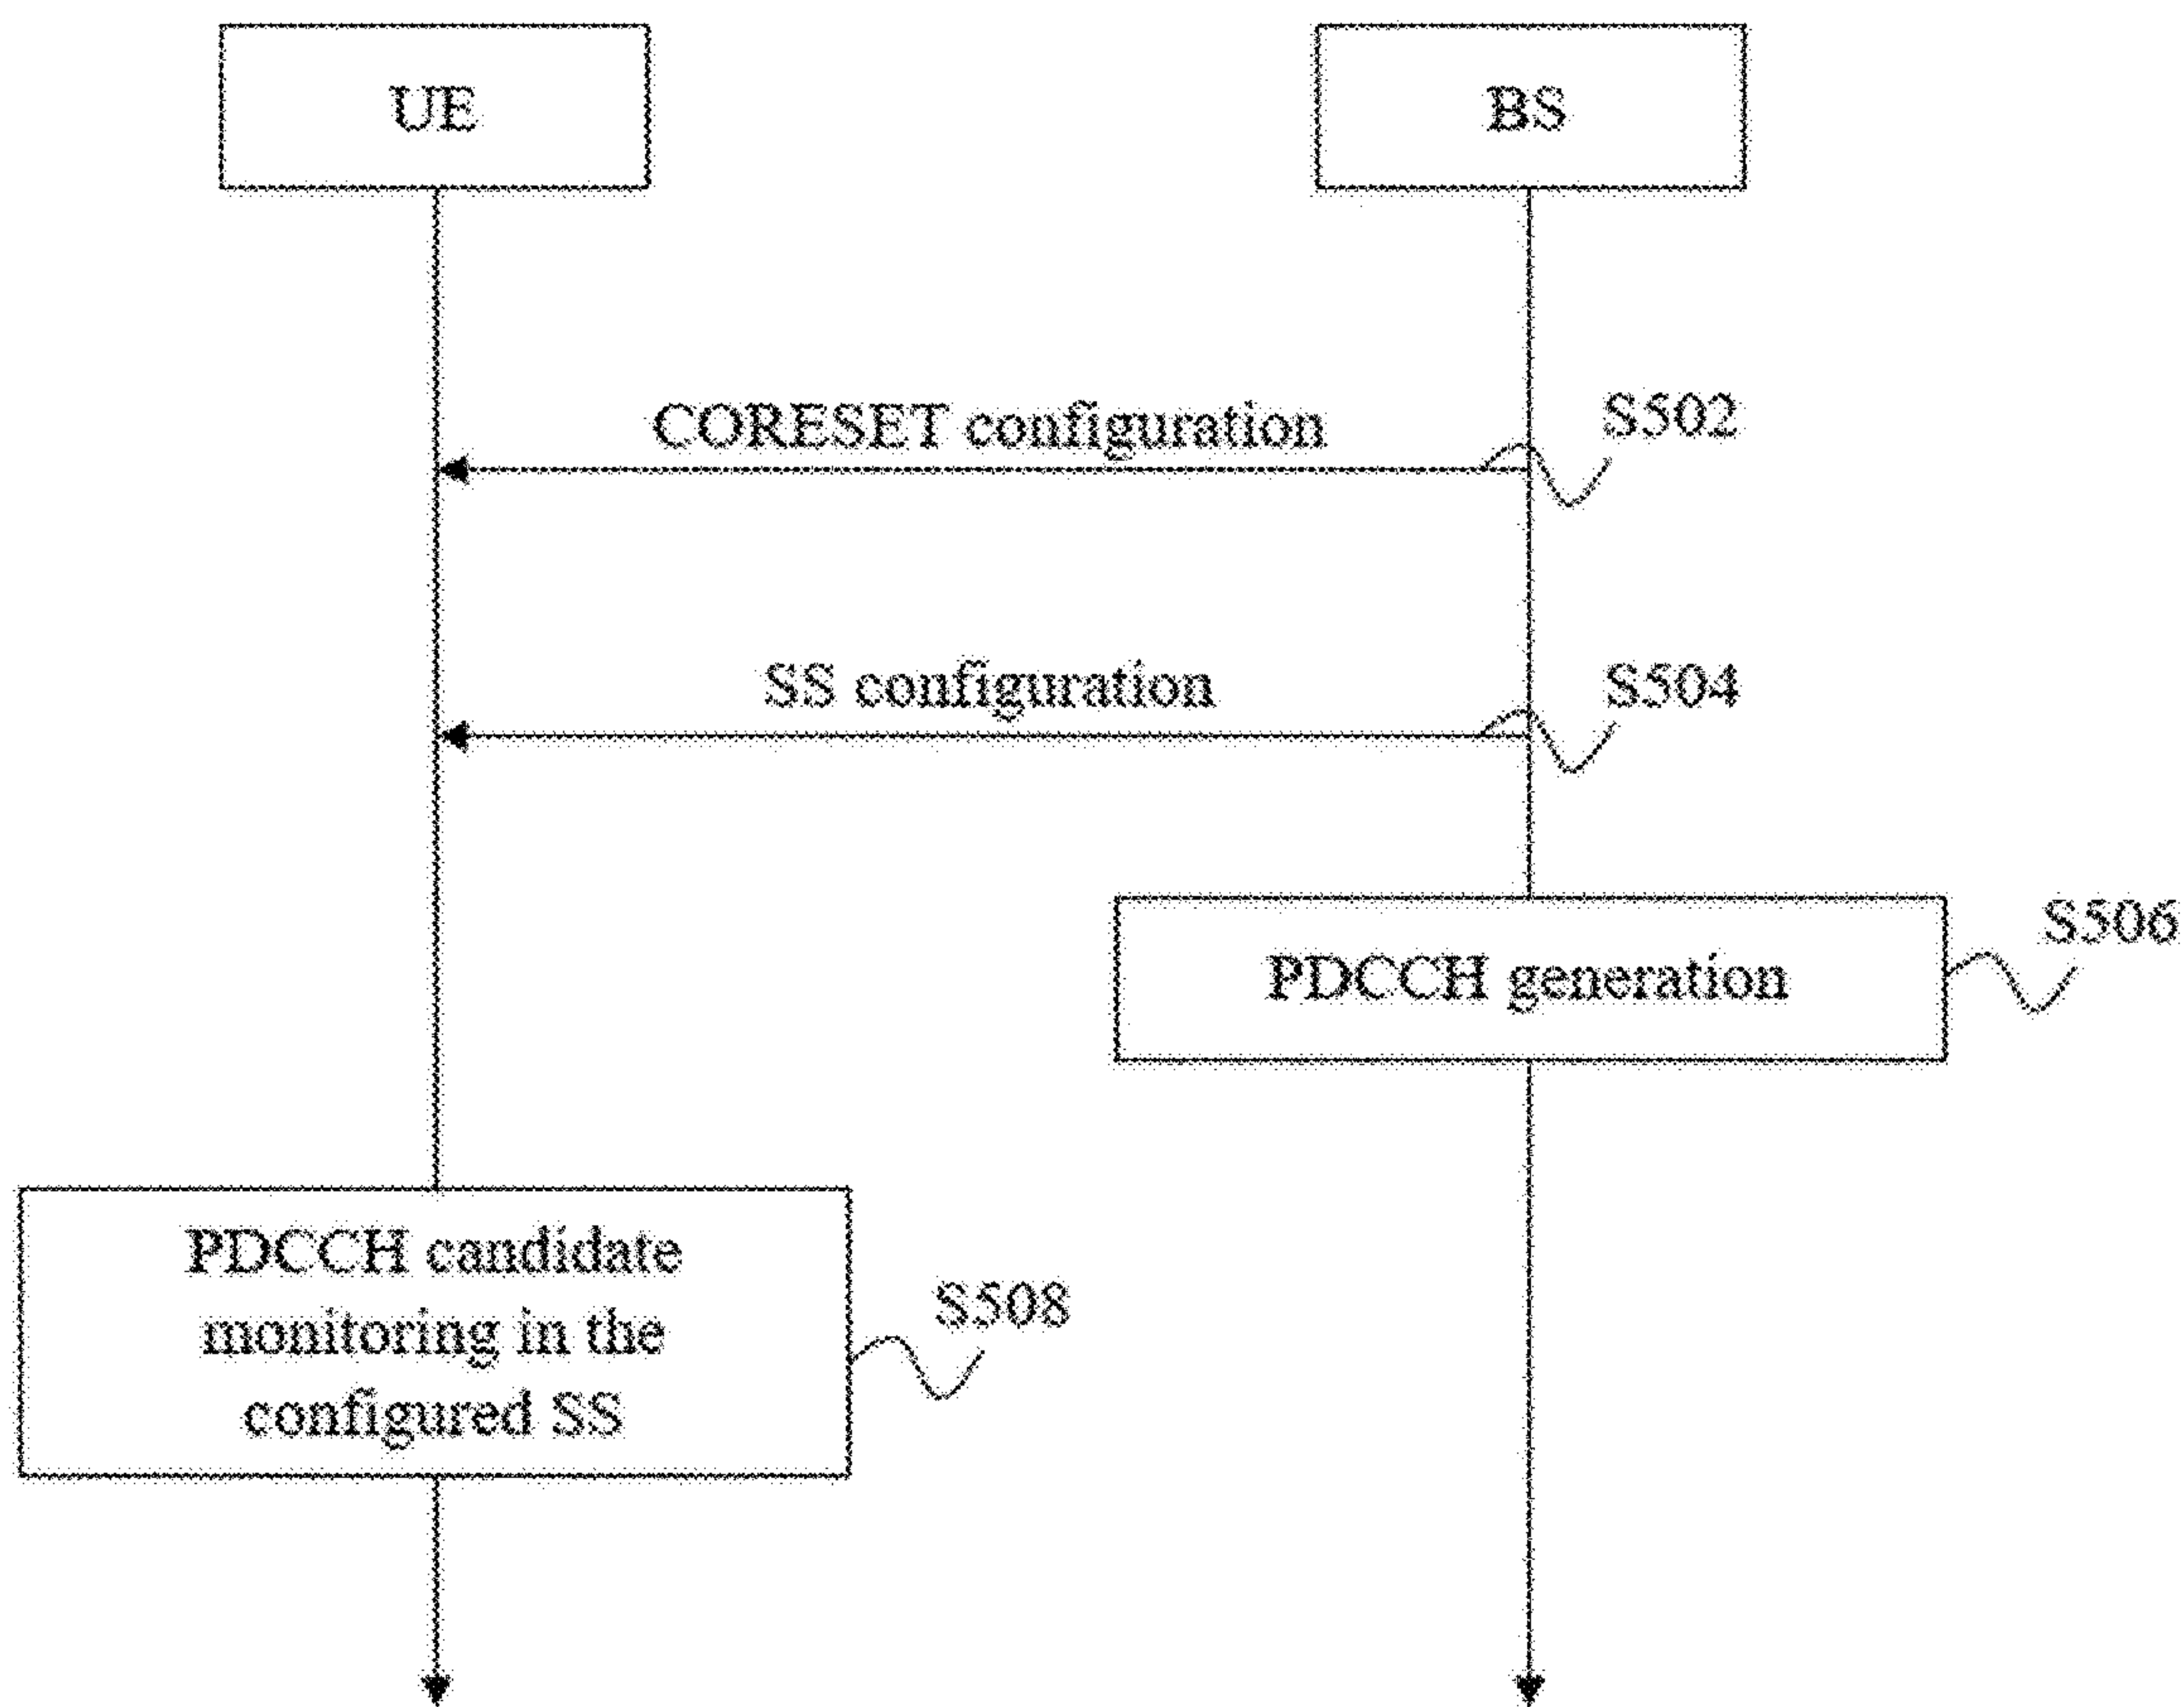 UE
BS
CORESET configuration
S502
SS configuration
S504
PDCCH generation
S506
PDCCH candidate
monitoring in the
configured SS
S508